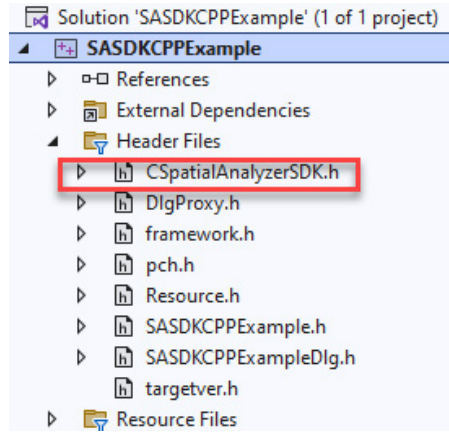 Solution 'SASDKCPPExample' (1 of 1 project)
SASDKCPPExample
References
External Dependencies
Header Files
CSpatialAnalyzerSDK.h
DlgProxy.h
framework.h
pch.h
Resource.h
SASDKCPPExample.h
SASDKCPPExampleDlg.h
targetver.h
Resource Files